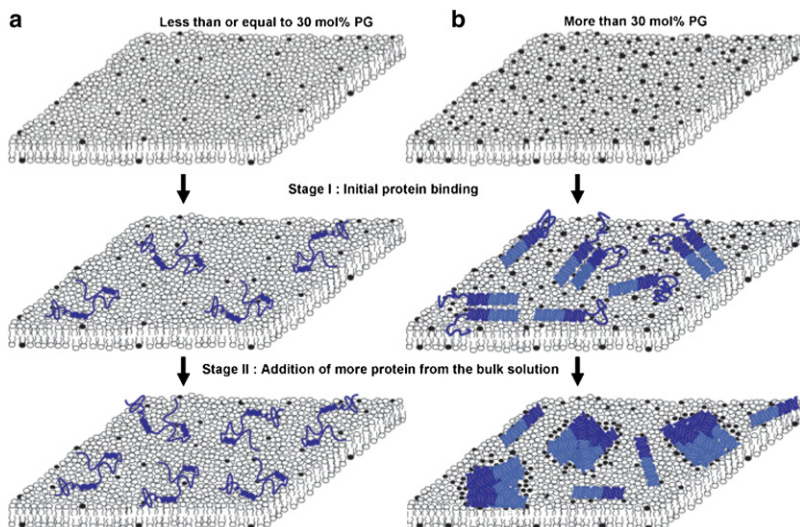 a
Less than or equal to 30 mol% PG
b
More than 30 mol% PG
Stage I : Initial protein binding
Stage II : Addition of more protein from the bulk solution